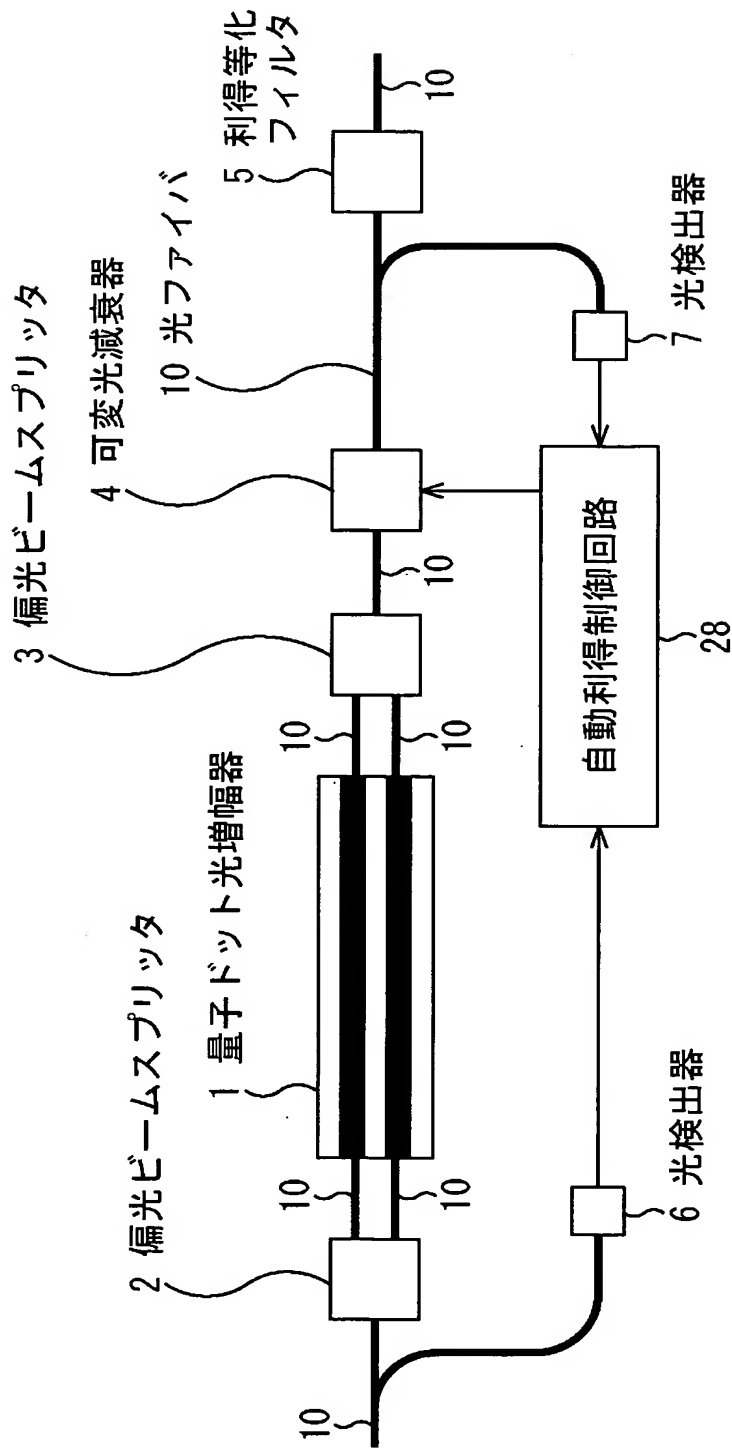 10
2 偏光ビームスプリッタ
10
10
1 量子ドット光増幅器
10
10
3 偏光ビームスプリッタ
10
4 可変光減衰器
10 光ファイバ
5 利得等化
フィルタ
10
6 光検出器
自動利得制御回路
28
7 光検出器